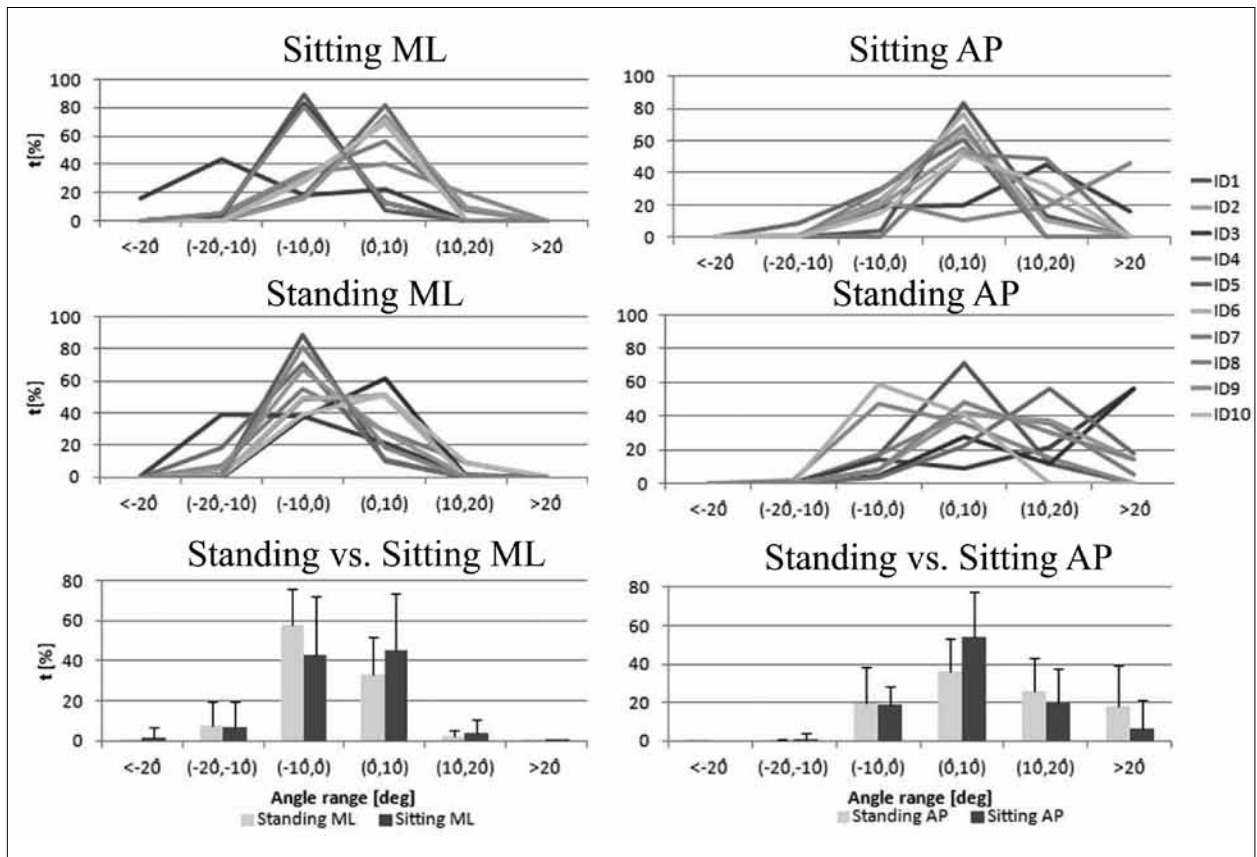 Sitting ML
t[%]
100
80
60
40
20
0
<-20 (-20,-10) (-10,0) (0,10) (10,20) >20
Sitting AP
100
80
60
40
20
0
<-20 (-20,-10) (-10,0) (0,10) (10,20) >20
Standing ML
t[%]
100
80
60
40
20
0
<-20 (-20,-10) (-10,0) (0,10) (10,20) >20
Standing AP
100
80
60
40
20
0
<-20 (-20,-10) (-10,0) (0,10) (10,20) >20
ID1
ID2
ID3
ID4
ID5
ID6
ID7
ID8
ID9
ID10
Standing vs. Sitting ML
t[%]
80
60
40
20
0
<-20 (-20,-10) (-10,0) (0,10) (10,20) >20
Angle range [deg]
Standing ML Sitting ML
Standing vs. Sitting AP
80
60
40
20
0
<-20 (-20,-10) (-10,0) (0,10) (10,20) >20
Angle range [deg]
Standing AP Sitting AP